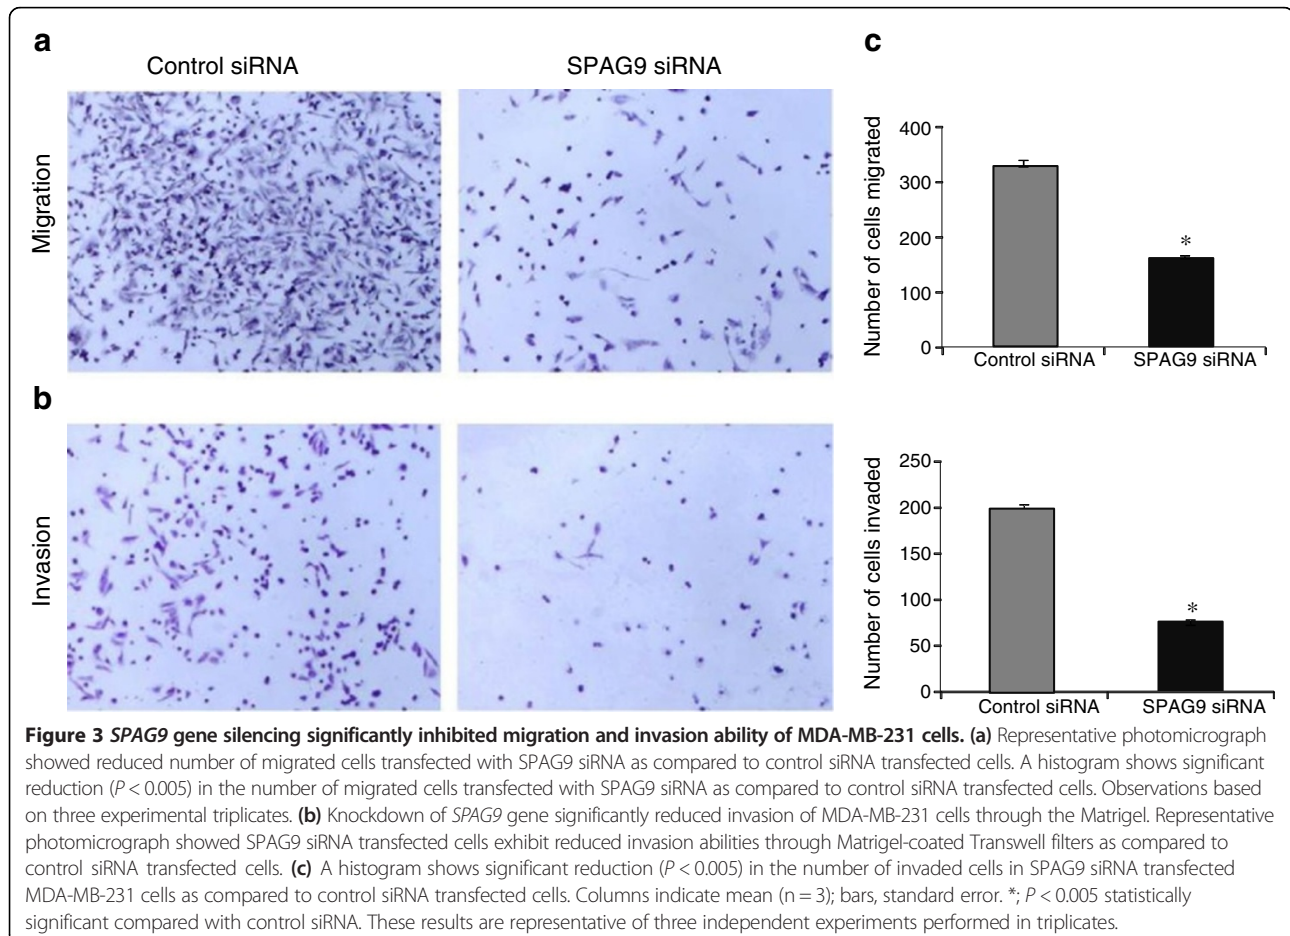 a
Control siRNA
SPAG9 siRNA
Migration
b
Invasion
c
Number of cells migrated
400
300
200
100
0
*
Control siRNA
SPAG9 siRNA
Number of cells invaded
250
200
150
100
50
0
*
Control siRNA
SPAG9 siRNA
Figure 3 SPAG9 gene silencing significantly inhibited migration and invasion ability of MDA-MB-231 cells. (a) Representative photomicrograph
showed reduced number of migrated cells transfected with SPAG9 siRNA as compared to control siRNA transfected cells. A histogram shows significant
reduction (P < 0.005) in the number of migrated cells transfected with SPAG9 siRNA as compared to control siRNA transfected cells. Observations based
on three experimental triplicates. (b) Knockdown of SPAG9 gene significantly reduced invasion of MDA-MB-231 cells through the Matrigel. Representative
photomicrograph showed SPAG9 siRNA transfected cells exhibit reduced invasion abilities through Matrigel-coated Transwell filters as compared to
control siRNA transfected cells. (c) A histogram shows significant reduction (P < 0.005) in the number of invaded cells in SPAG9 siRNA transfected
MDA-MB-231 cells as compared to control siRNA transfected cells. Columns indicate mean (n = 3); bars, standard error. *; P < 0.005 statistically
significant compared with control siRNA. These results are representative of three independent experiments performed in triplicates.